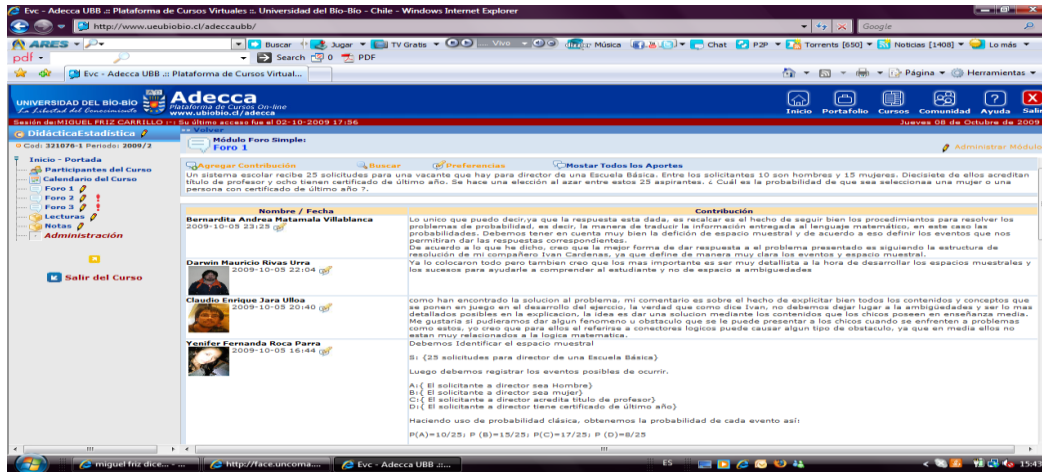 Evc - Adecca UBB .:: Plataforma de Cursos Virtuales ::. Universidad del Bío-Bío - Chile - Windows Internet Explorer
http://www.ueubiobio.cl/adeccaubb/
Google
ARES
Buscar
Jugar
TV Gratis
Vivo
Música
Chat
P2P
Torrents [650]
Noticias [1408]
Lo más
pdf
Search
0
PDF
Evc - Adecca UBB .:: Plataforma de Cursos Virtual...
Página
Herramientas
UNIVERSIDAD DEL BÍO-BÍO
La Libertad del Conocimiento
Adecca
Plataforma de Cursos On-line
www.ubiobio.cl/adecca
Inicio
Portafolio
Cursos
Comunidad
Ayuda
Salir
Sesión de:MIGUEL FRIZ CARRILLO
Su último acceso fue el 02-10-2009 17:56
Jueves 08 de Octubre de 2009
DidàcticaEstadística
Cod: 321076-1 Periodo: 2009/2
Inicio - Portada
Participantes del Curso
Calendario del Curso
Foro 1
Foro 2 !
Foro 3 !
Lecturas
Notas
Administración
Salir del Curso
Volver
Módulo Foro Simple:
Foro 1
Administrar Módulo
Agregar Contribución
Buscar
Preferencias
Mostar Todos los Aportes
Un sistema escolar recibe 25 solicitudes para una vacante que hay para director de una Escuela Básica. Entre los solicitantes 10 son hombres y 15 mujeres. Diecisiete de ellos acreditan
título de profesor y ocho tienen certificado de último año. Se hace una elección al azar entre estos 25 aspirantes. ¿ Cuál es la probabilidad de que sea seleccionada una mujer o una
persona con certificado de último año ?.
Nombre / Fecha
Contribución
Bernardita Andrea Matamala Villablanca
2009-10-05 23:25
Lo unico que puedo decir,ya que la respuesta esta dada, es recalcar es el hecho de seguir bien los procedimientos para resolver los
problemas de probabilidad, es decir, la manera de traducir la información entregada al lenguaje matemático, en este caso las
probabilidades. Debemos tener en cuenta muy bien la defición de espacio muestral y de acuerdo a eso definir los eventos que nos
permitiran dar las respuestas correspondientes.
De acuerdo a lo que he dicho, creo que la mejor forma de dar respuesta a el problema presentado es siguiendo la estructura de
resolución de mi compañero Ivan Cardenas, ya que define de manera muy clara los eventos y espacio muestral.
Darwin Mauricio Rivas Urra
2009-10-05 22:04
Ya lo colocaron todo pero tambien creo que los mas importante es ser muy detallista a la hora de desarrollar los espacios muestrales y
los sucesos para ayudarle a comprender al estudiante y no de espacio a ambiguedades
Claudio Enrique Jara Ulloa
2009-10-05 20:40
como han encontrado la solucion al problema, mi comentario es sobre el hecho de explicitar bien todos los contenidos y conceptos que
se ponen en juego en el desarrollo del ejerccio, la verdad que como dice Ivan, no debemos dejar lugar a la ambigüedades y ser lo mas
detallados posibles en la explicacion, la idea es dar una solucion mediante los contenidos que los chicos poseen en enseñanza media.
Me gustaria si pudieramos dar algun fenomeno u obstaculo que se le puede presentar a los chicos cuando se enfrenten a problemas
como estos, yo creo que para ellos el referirse a conectores logicos puede causar algun tipo de obstaculo, ya que en media ellos no
estan muy relacionados a la logica matematica.
Yenifer Fernanda Roca Parra
2009-10-05 16:44
Debemos Identificar el espacio muestral
S: {25 solicitudes para director de una Escuela Básica}
Luego debemos registrar los eventos posibles de ocurrir.
A:{ El solicitante a director sea Hombre}
B:{ El solicitante a director sea mujer}
C:{ El solicitante a director acredita titulo de profesor}
D:{ El solicitante a director tiene certificado de último año}
Haciendo uso de probabilidad clásica, obtenemos la probabilidad de cada evento así:
P(A)=10/25; P (B)=15/25; P(C)=17/25; P (D)=8/25
miguel friz dice... - ...
http://face.uncoma....
Evc - Adecca UBB .::...
ES
15:43